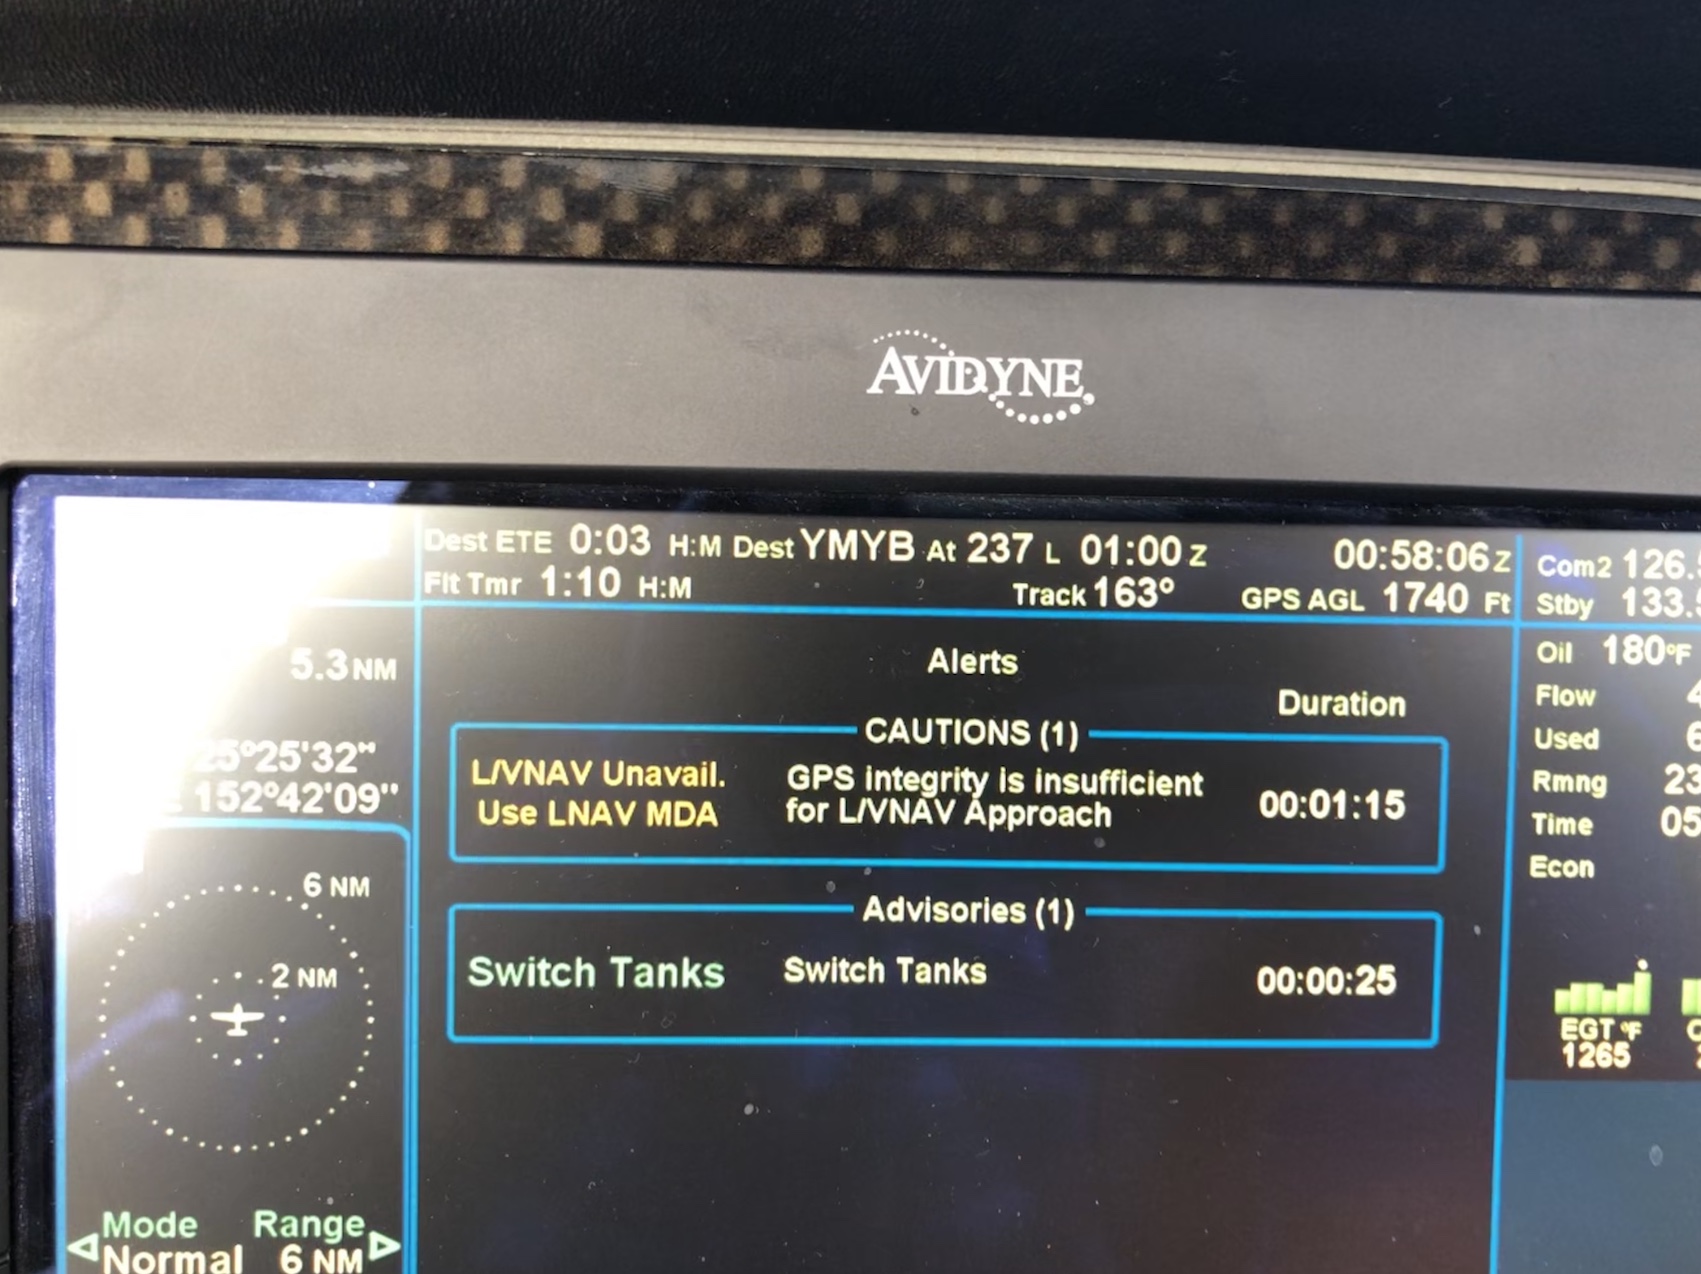 AVIDYNE
Dest ETE 0:03 H:M Dest YMYB At 237 L 01:00 Z 00:58:06 Z
Flt Tmr 1:10 H:M Track 163° GPS AGL 1740 Ft
Com2 126.
Stby 133.
5.3 NM
25°25'32"
152°42'09"
Alerts
Duration
CAUTIONS (1)
L/VNAV Unavail.
Use LNAV MDA
GPS integrity is insufficient
for L/VNAV Approach
00:01:15
Advisories (1)
Switch Tanks Switch Tanks 00:00:25
6 NM
2 NM
Mode Range
Normal 6 NM
Oil 180°F
Flow
Used
Rmng 23
Time 05
Econ
EGT °F
1265